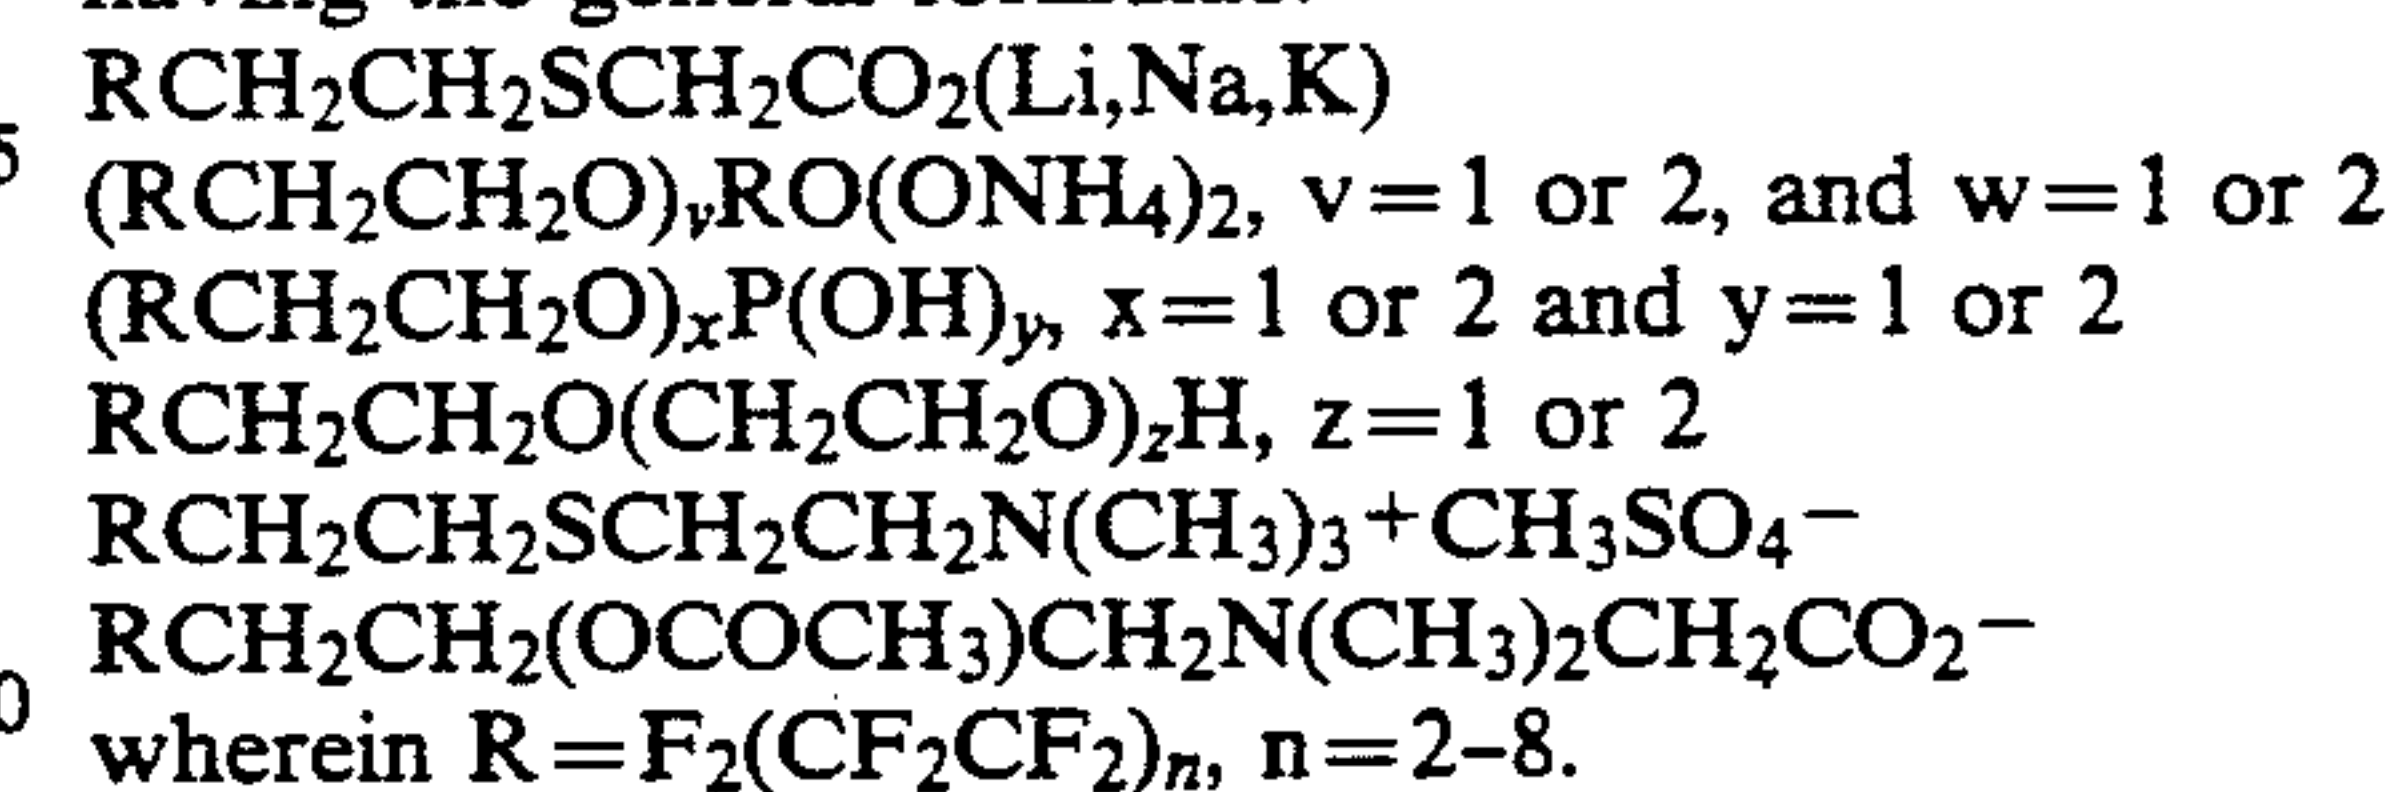 RCH₂CH₂SCH₂CO₂(Li,Na,K)
(RCH₂CH₂O)ᵥRO(ONH₄)₂, v=1 or 2, and w=1 or 2
(RCH₂CH₂O)ₓP(OH)y, x=1 or 2 and y=1 or 2
RCH₂CH₂O(CH₂CH₂O)zH, z=1 or 2
RCH₂CH₂SCH₂CH₂N(CH₃)₃+CH₃SO₄−
RCH₂CH₂(OCOCH₃)CH₂N(CH₃)₂CH₂CO₂−
wherein R=F₂(CF₂CF₂)n, n=2–8.